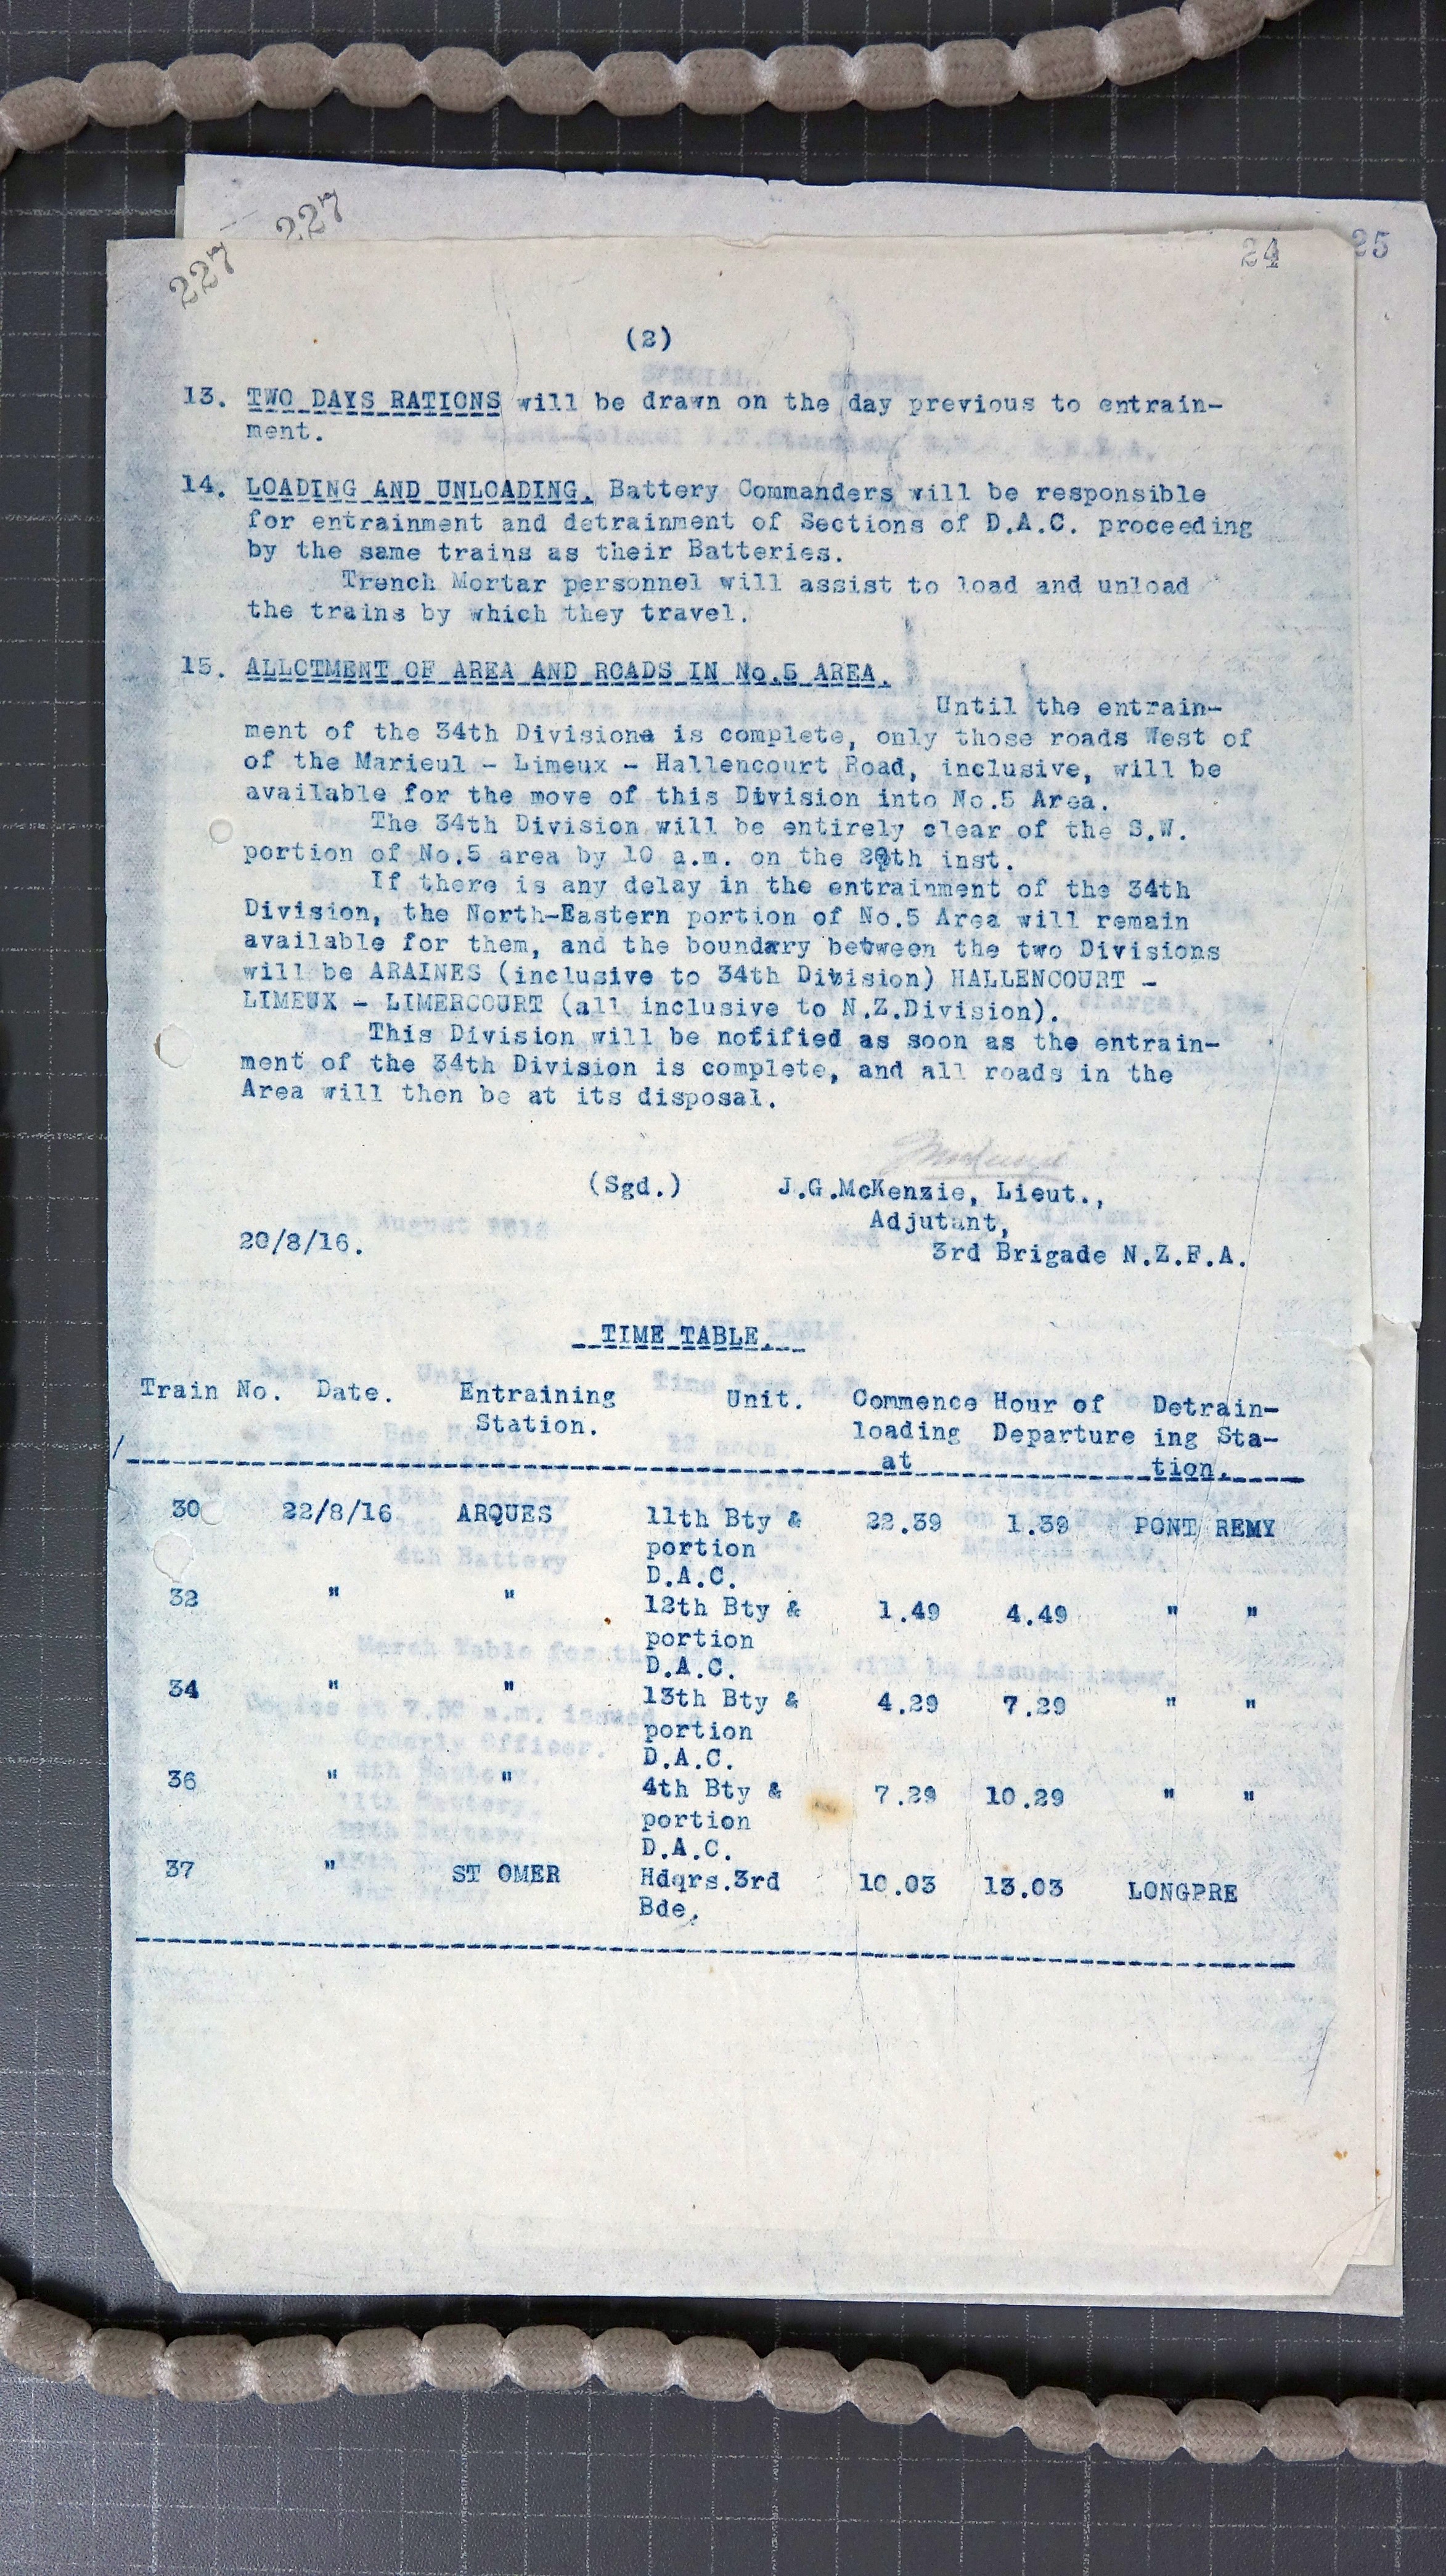 227
227
24
25
(2)
13. TWO DAYS RATIONS will be drawn on the day previous to entrain-
ment.
14. LOADING AND UNLOADING. Battery Commanders will be responsible
for entrainment and detrainment of Sections of D.A.C. proceeding
by the same trains as their Batteries.
Trench Mortar personnel will assist to load and unload
the trains by which they travel.
15. ALLOTMENT OF AREA AND ROADS IN No.5 AREA.
Until the entrain-
ment of the 34th Divisions is complete, only those roads West of
of the Marieul - Limeux - Hallencourt Road, inclusive, will be
available for the move of this Division into No.5 Area.
The 34th Division will be entirely clear of the S.W.
portion of No.5 area by 10 a.m. on the inst.
If there is any delay in the entrainment of the 34th
Division, the North-Eastern portion of No.5 Area will remain
available for them, and the boundary between the two Divisions
will be ARAINES (inclusive to 34th Division) HALLENCOURT -
LIMEUX - LIMERCOURT (all inclusive to N.Z.Division).
This Division will be notified as soon as the entrain-
ment of the 34th Division is complete, and all roads in the
Area will then be at its disposal.
(Sgd.) J.G.McKenzie, Lieut.,
Adjutant,
20/8/16. 3rd Brigade N.Z.F.A.
TIME TABLE.
Train No. Date. Entraining Unit. Commence Hour of Detrain-
Station. loading Departure ing Sta-
at tion.
30 22/8/16 ARQUES 11th Bty & 22.39 1.39 PONT REMY
portion
D.A.C.
32 " " 12th Bty & 1.49 4.49 " "
portion
D.A.C.
34 " " 13th Bty & 4.29 7.29 " "
portion
D.A.C.
36 " " 4th Bty & 7.29 10.29 " "
portion
D.A.C.
37 " ST OMER Hdqrs.3rd 10.03 13.03 LONGPRE
Bde.